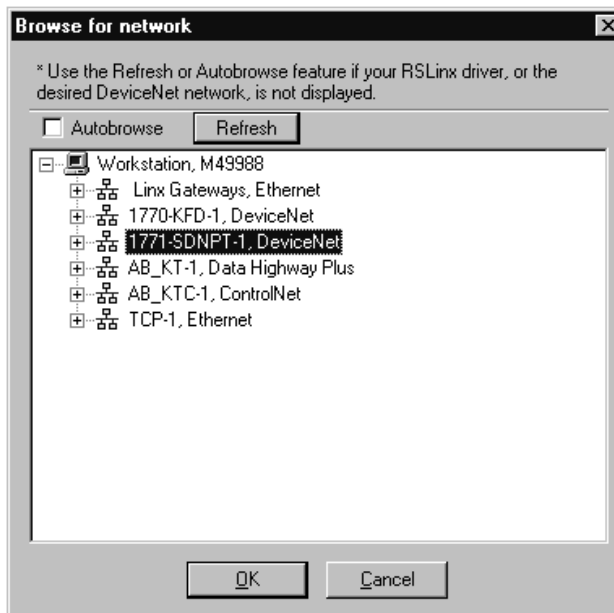 Browse for network
* Use the Refresh or Autobrowse feature if your RSLinx driver, or the
desired DeviceNet network, is not displayed.
Autobrowse Refresh
Workstation, M49988
Linx Gateways, Ethernet
1770-KFD-1, DeviceNet
1771-SDNPT-1, DeviceNet
AB_KT-1, Data Highway Plus
AB_KTC-1, ControlNet
TCP-1, Ethernet
OK Cancel